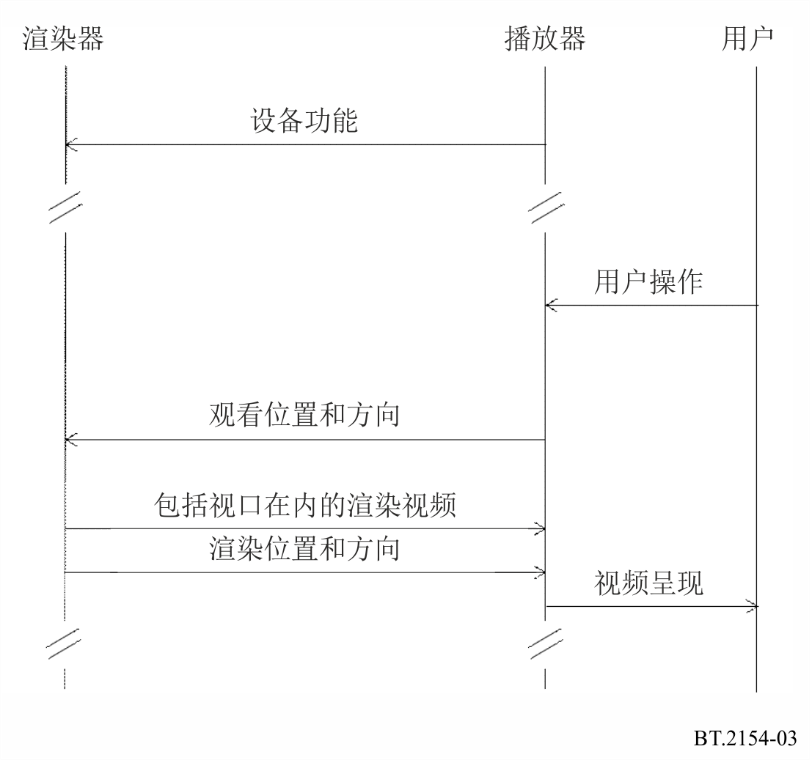 渲染器 播放器 用户
设备功能
用户操作
观看位置和方向
包括视口在内的渲染视频
渲染位置和方向
视频呈现
BT.2154-03